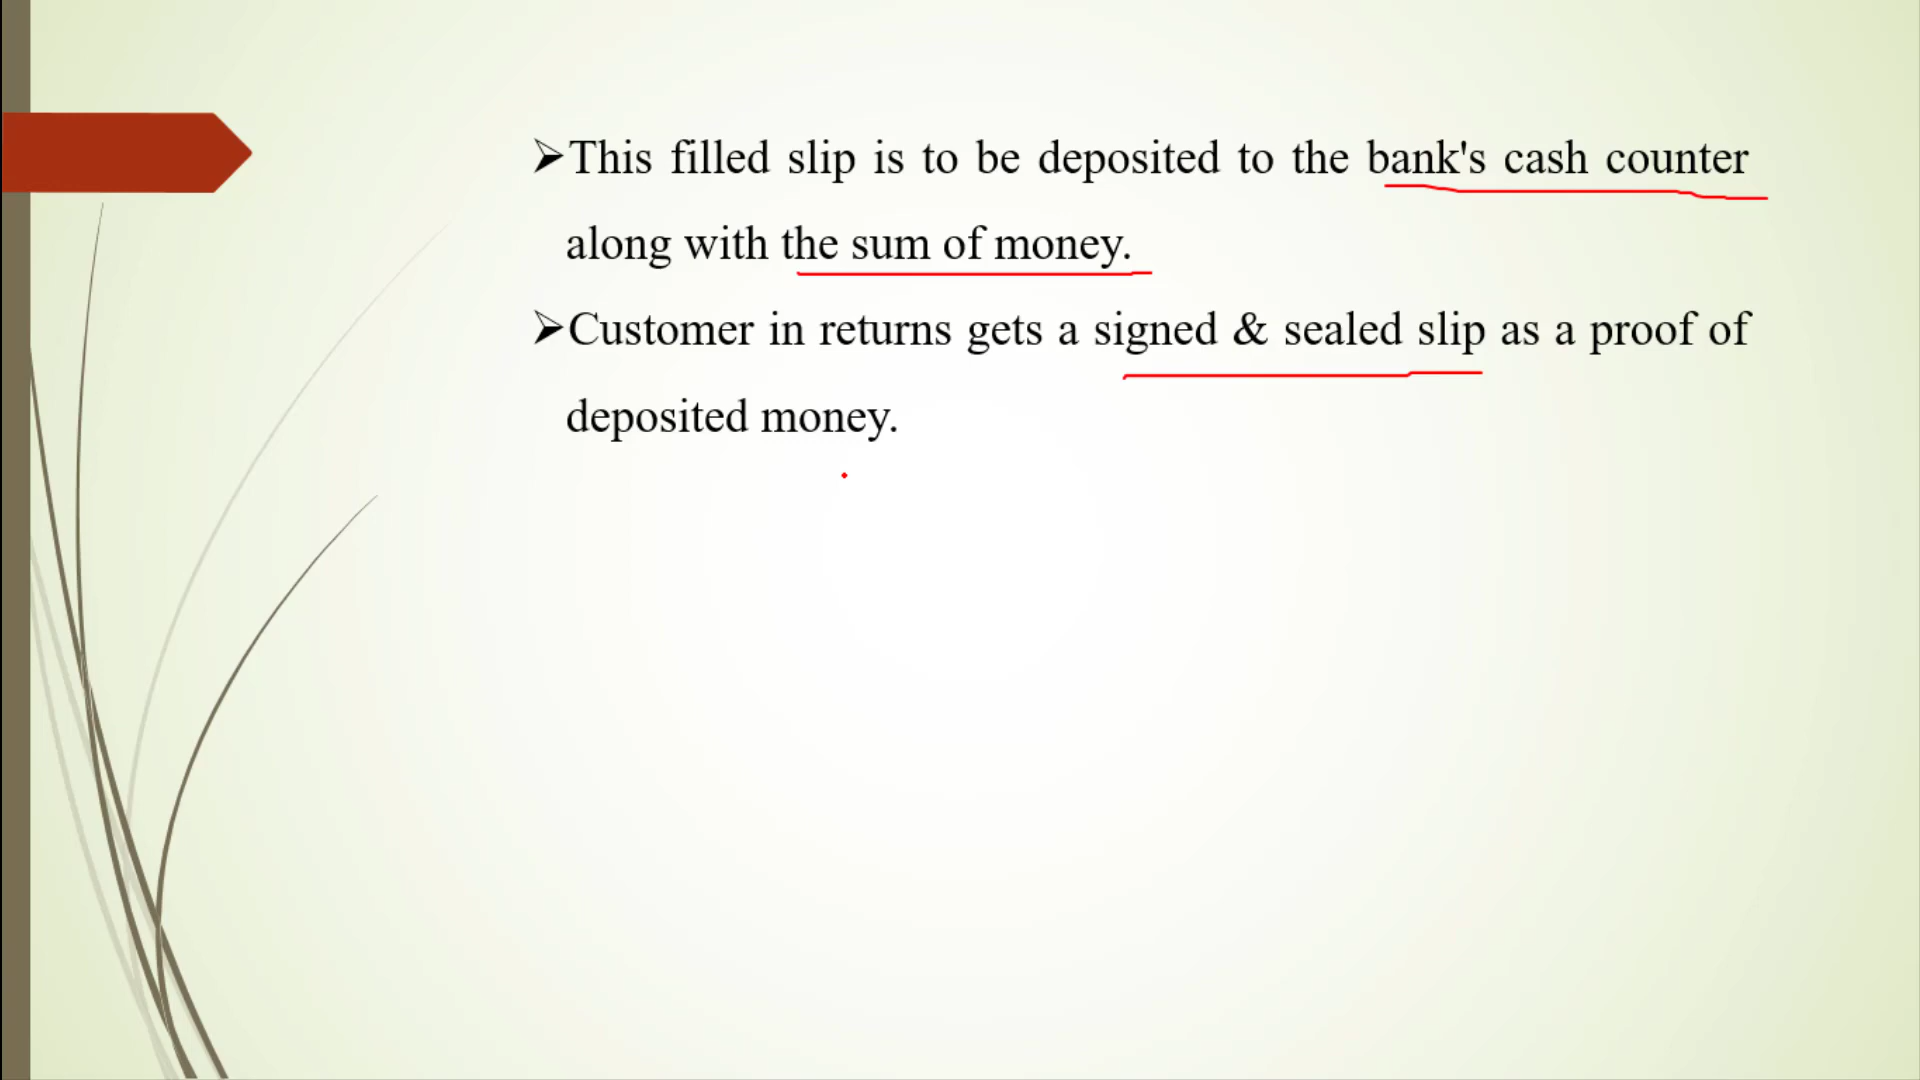 ➢This filled slip is to be deposited to the bank's cash counter
along with the sum of money.
➢Customer in returns gets a signed & sealed slip as a proof of
deposited money.